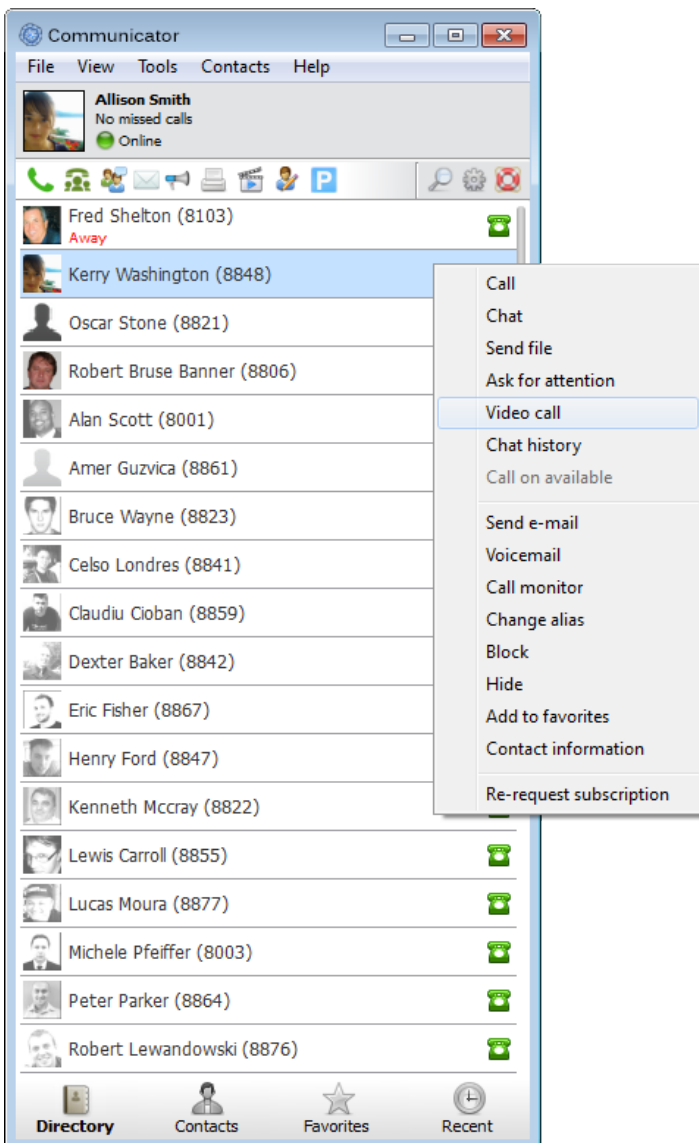 Communicator
File View Tools Contacts Help
Allison Smith
No missed calls
Online
P
Fred Shelton (8103)
Away
Kerry Washington (8848)
Oscar Stone (8821)
Robert Bruse Banner (8806)
Alan Scott (8001)
Amer Guzvica (8861)
Bruce Wayne (8823)
Celso Londres (8841)
Claudiu Cioban (8859)
Dexter Baker (8842)
Eric Fisher (8867)
Henry Ford (8847)
Kenneth Mccray (8822)
Lewis Carroll (8855)
Lucas Moura (8877)
Michele Pfeiffer (8003)
Peter Parker (8864)
Robert Lewandowski (8876)
Call
Chat
Send file
Ask for attention
Video call
Chat history
Call on available
Send e-mail
Voicemail
Call monitor
Change alias
Block
Hide
Add to favorites
Contact information
Re-request subscription
Directory Contacts Favorites Recent